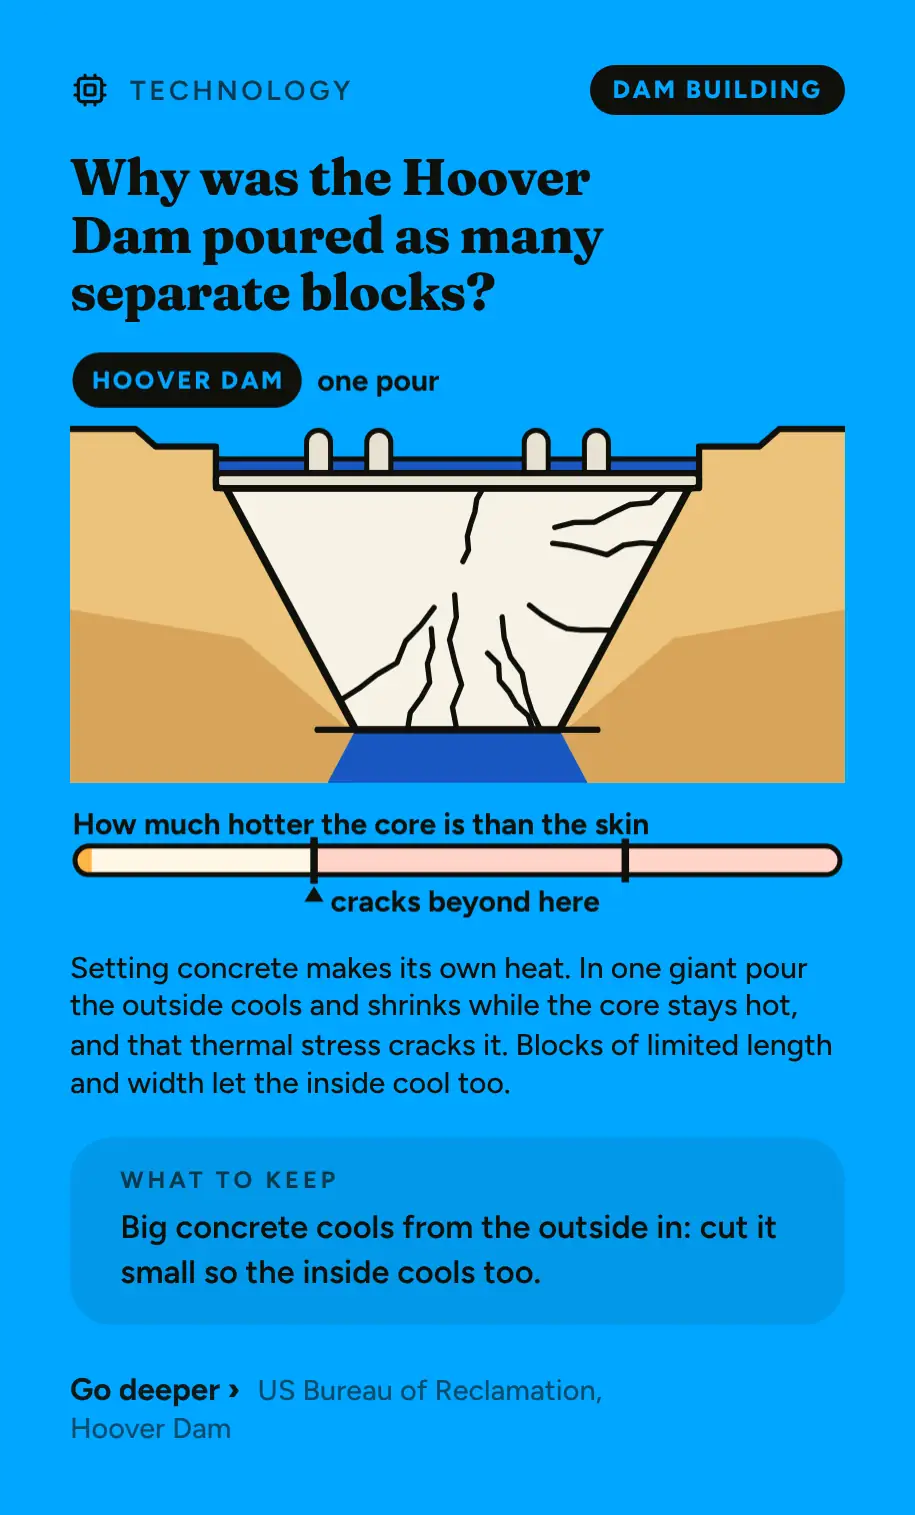 TECHNOLOGY
DAM BUILDING
Why was the Hoover
Dam poured as many
separate blocks?
HOOVER DAM one pour
How much hotter the core is than the skin
cracks beyond here
Setting concrete makes its own heat. In one giant pour
the outside cools and shrinks while the core stays hot,
and that thermal stress cracks it. Blocks of limited length
and width let the inside cool too.
WHAT TO KEEP
Big concrete cools from the outside in: cut it
small so the inside cools too.
Go deeper › US Bureau of Reclamation,
Hoover Dam